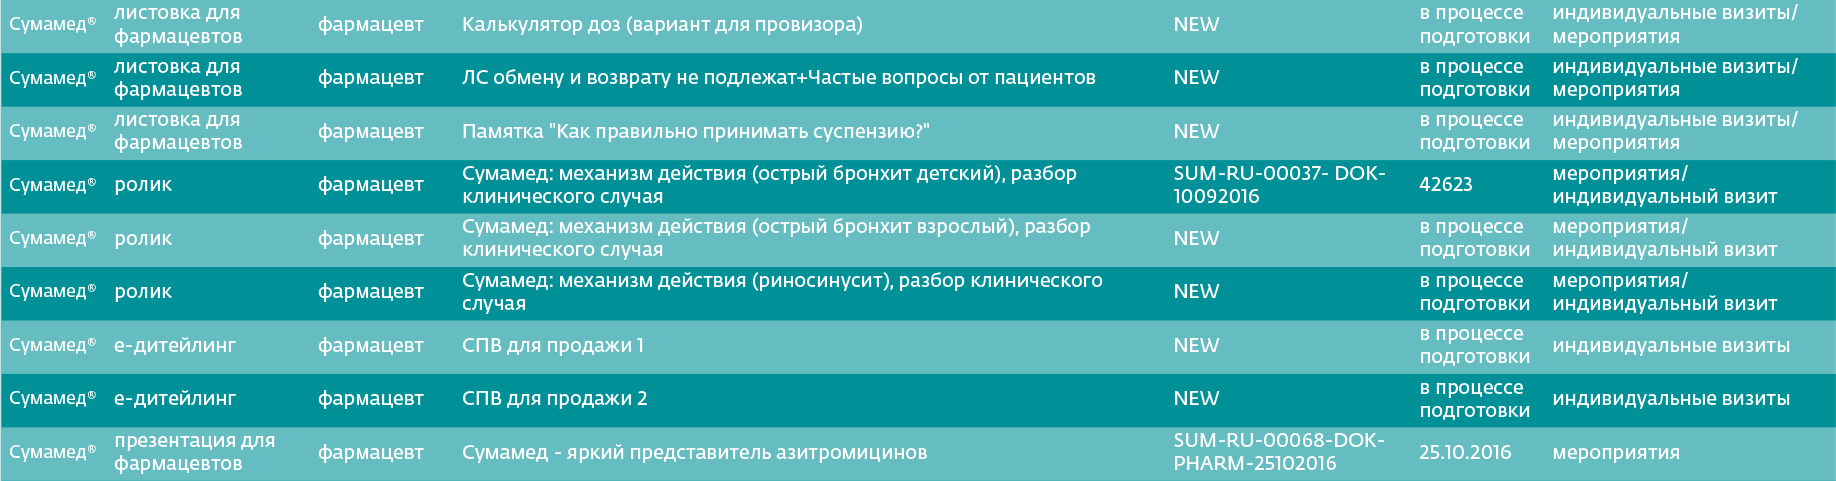 Сумамед® листовка для фармацевтов фармацевт Калькулятор доз (вариант для провизора) NEW в процессе подготовки индивидуальные визиты/ мероприятия
Сумамед® листовка для фармацевтов фармацевт ЛС обмену и возврату не подлежат+Частые вопросы от пациентов NEW в процессе подготовки индивидуальные визиты/ мероприятия
Сумамед® листовка для фармацевтов фармацевт Памятка "Как правильно принимать суспензию?" NEW в процессе подготовки индивидуальные визиты/ мероприятия
Сумамед® ролик фармацевт Сумамед: механизм действия (острый бронхит детский), разбор клинического случая SUM-RU-00037- DOK-10092016 42623 мероприятия/ индивидуальный визит
Сумамед® ролик фармацевт Сумамед: механизм действия (острый бронхит взрослый), разбор клинического случая NEW в процессе подготовки мероприятия/ индивидуальный визит
Сумамед® ролик фармацевт Сумамед: механизм действия (риносинусит), разбор клинического случая NEW в процессе подготовки мероприятия/ индивидуальный визит
Сумамед® е-дитейлинг фармацевт СПВ для продажи 1 NEW в процессе подготовки индивидуальные визиты
Сумамед® е-дитейлинг фармацевт СПВ для продажи 2 NEW в процессе подготовки индивидуальные визиты
Сумамед® презентация для фармацевтов фармацевт Сумамед - яркий представитель азитромицинов SUM-RU-00068-DOK-PHARM-25102016 25.10.2016 мероприятия